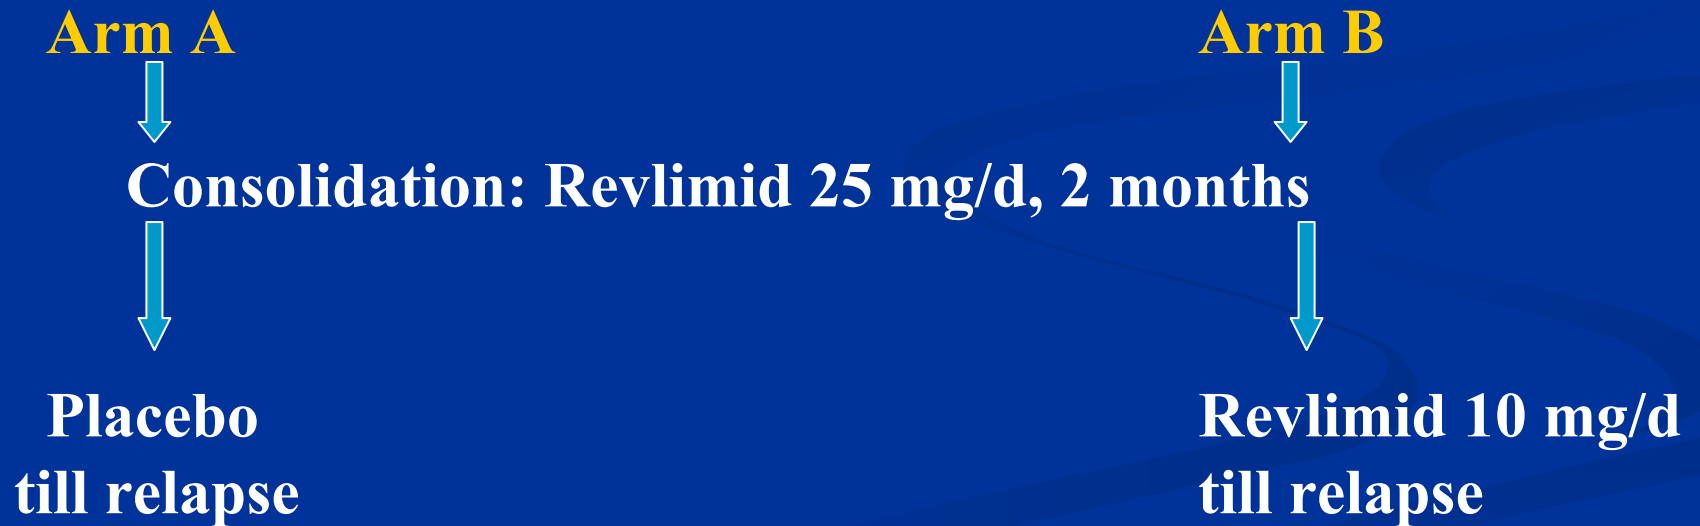 Arm A
Arm B
Consolidation: Revlimid 25 mg/d, 2 months
Placebo
till relapse
Revlimid 10 mg/d
till relapse